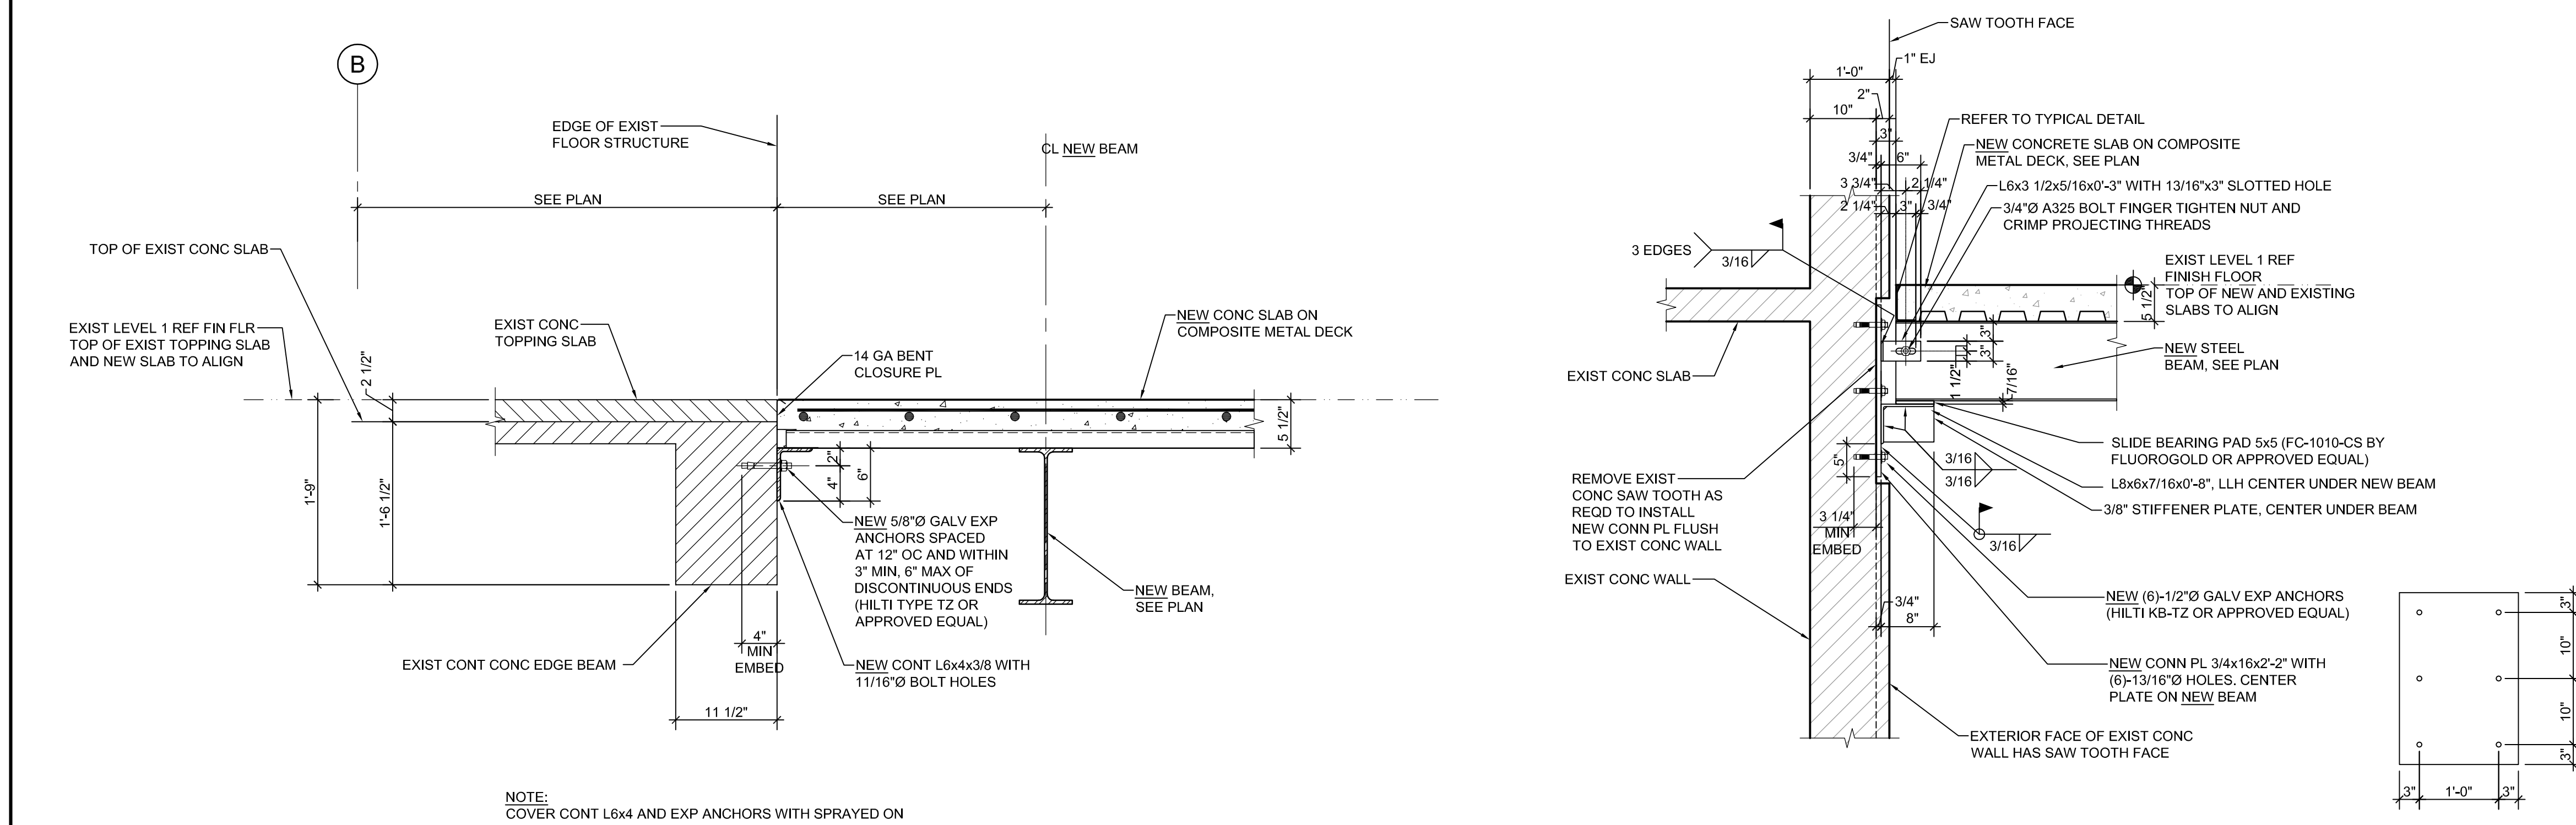 B
EDGE OF EXIST
FLOOR STRUCTURE
CL NEW BEAM
SEE PLAN
SEE PLAN
TOP OF EXIST CONC SLAB
EXIST LEVEL 1 REF FIN FLR
TOP OF EXIST TOPPING SLAB
AND NEW SLAB TO ALIGN
2 1/2"
EXIST CONC
TOPPING SLAB
14 GA BENT
CLOSURE PL
NEW CONC SLAB ON
COMPOSITE METAL DECK
5 1/2"
1'-9"
1'-6 1/2"
2"
4"
6"
NEW 5/8"Ø GALV EXP
ANCHORS SPACED
AT 12" OC AND WITHIN
3" MIN, 6" MAX OF
DISCONTINUOUS ENDS
(HILTI TYPE TZ OR
APPROVED EQUAL)
NEW BEAM,
SEE PLAN
EXIST CONT CONC EDGE BEAM
4"
MIN
EMBED
NEW CONT L6x4x3/8 WITH
11/16"Ø BOLT HOLES
11 1/2"
NOTE:
COVER CONT L6x4 AND EXP ANCHORS WITH SPRAYED ON
SAW TOOTH FACE
1" EJ
1'-0"
2"
10"
REFER TO TYPICAL DETAIL
3"
NEW CONCRETE SLAB ON COMPOSITE
METAL DECK, SEE PLAN
3/4"
6"
3 3/4"
2 1/4"
L6x3 1/2x5/16x0'-3" WITH 13/16"x3" SLOTTED HOLE
2 1/4"
3"
3/4"
3/4"Ø A325 BOLT FINGER TIGHTEN NUT AND
CRIMP PROJECTING THREADS
3 EDGES
3/16
EXIST LEVEL 1 REF
FINISH FLOOR
TOP OF NEW AND EXISTING
SLABS TO ALIGN
5 1/2"
3"
3"
1 1/2"
7/16"
NEW STEEL
BEAM, SEE PLAN
EXIST CONC SLAB
SLIDE BEARING PAD 5x5 (FC-1010-CS BY
FLUOROGOLD OR APPROVED EQUAL)
3/16
3/16
L8x6x7/16x0'-8", LLH CENTER UNDER NEW BEAM
3/8" STIFFENER PLATE, CENTER UNDER BEAM
5"
REMOVE EXIST
CONC SAW TOOTH AS
REQD TO INSTALL
NEW CONN PL FLUSH
TO EXIST CONC WALL
3 1/4"
MIN
EMBED
3/16
EXIST CONC WALL
3/4"
8"
NEW (6)-1/2"Ø GALV EXP ANCHORS
(HILTI KB-TZ OR APPROVED EQUAL)
NEW CONN PL 3/4x16x2'-2" WITH
(6)-13/16"Ø HOLES. CENTER
PLATE ON NEW BEAM
EXTERIOR FACE OF EXIST CONC
WALL HAS SAW TOOTH FACE
3"
10"
10"
3"
3"
1'-0"
3"